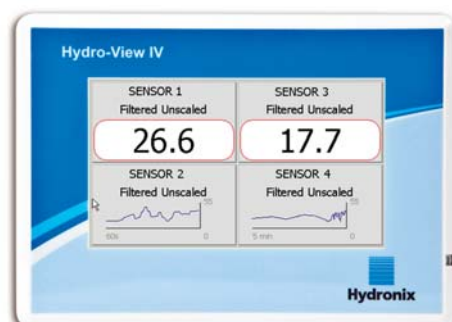 Hydro-View IV
SENSOR 1
Filtered Unscaled
26.6
SENSOR 3
Filtered Unscaled
17.7
SENSOR 2
Filtered Unscaled
55
60s
0
SENSOR 4
Filtered Unscaled
55
5 min
0
Hydronix